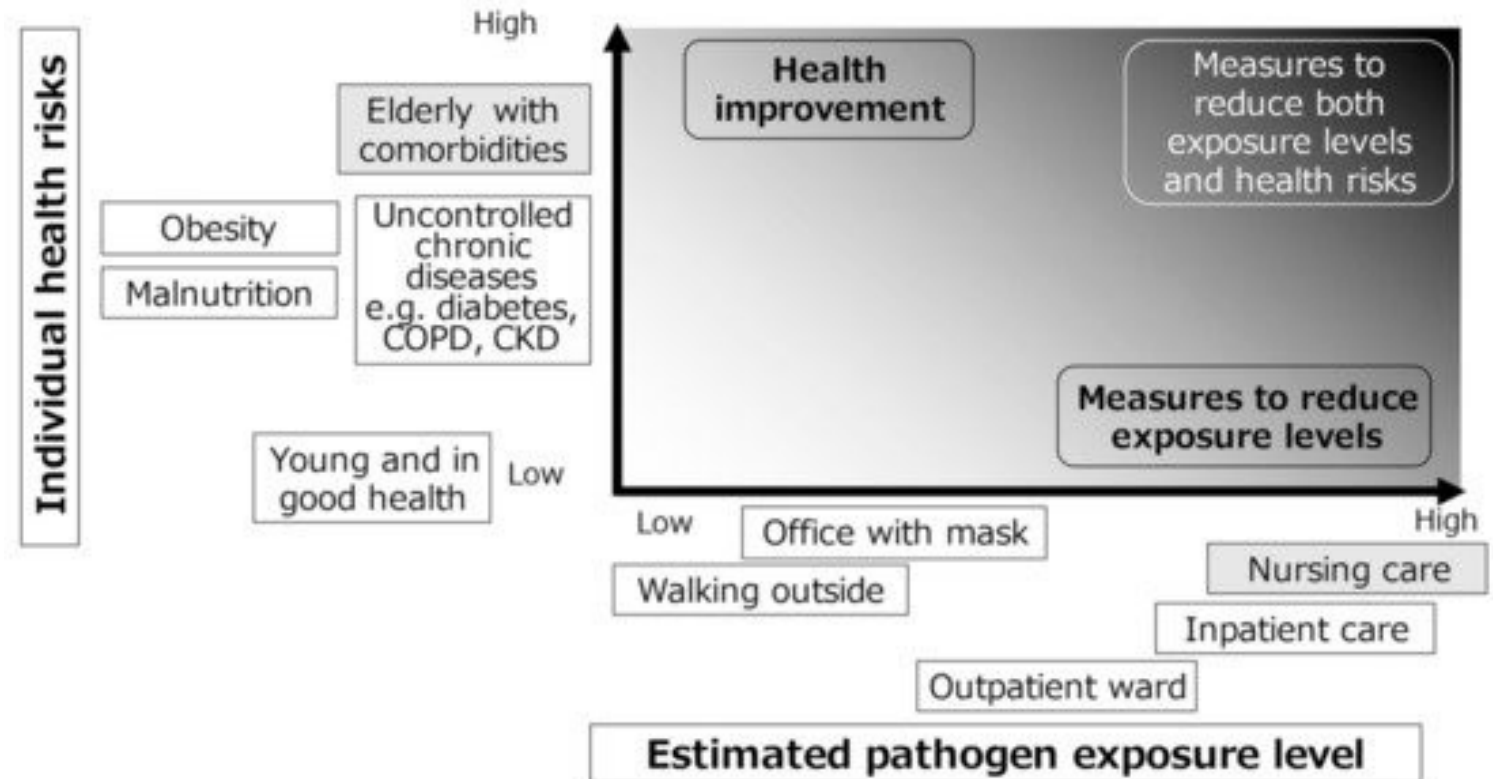 Individual health risks
High
Elderly with
comorbidities
Obesity
Malnutrition
Uncontrolled
chronic
diseases
e.g. diabetes,
COPD, CKD
Young and in
good health
Low
Health
improvement
Measures to
reduce both
exposure levels
and health risks
Measures to reduce
exposure levels
Low
High
Office with mask
Walking outside
Nursing care
Inpatient care
Outpatient ward
Estimated pathogen exposure level